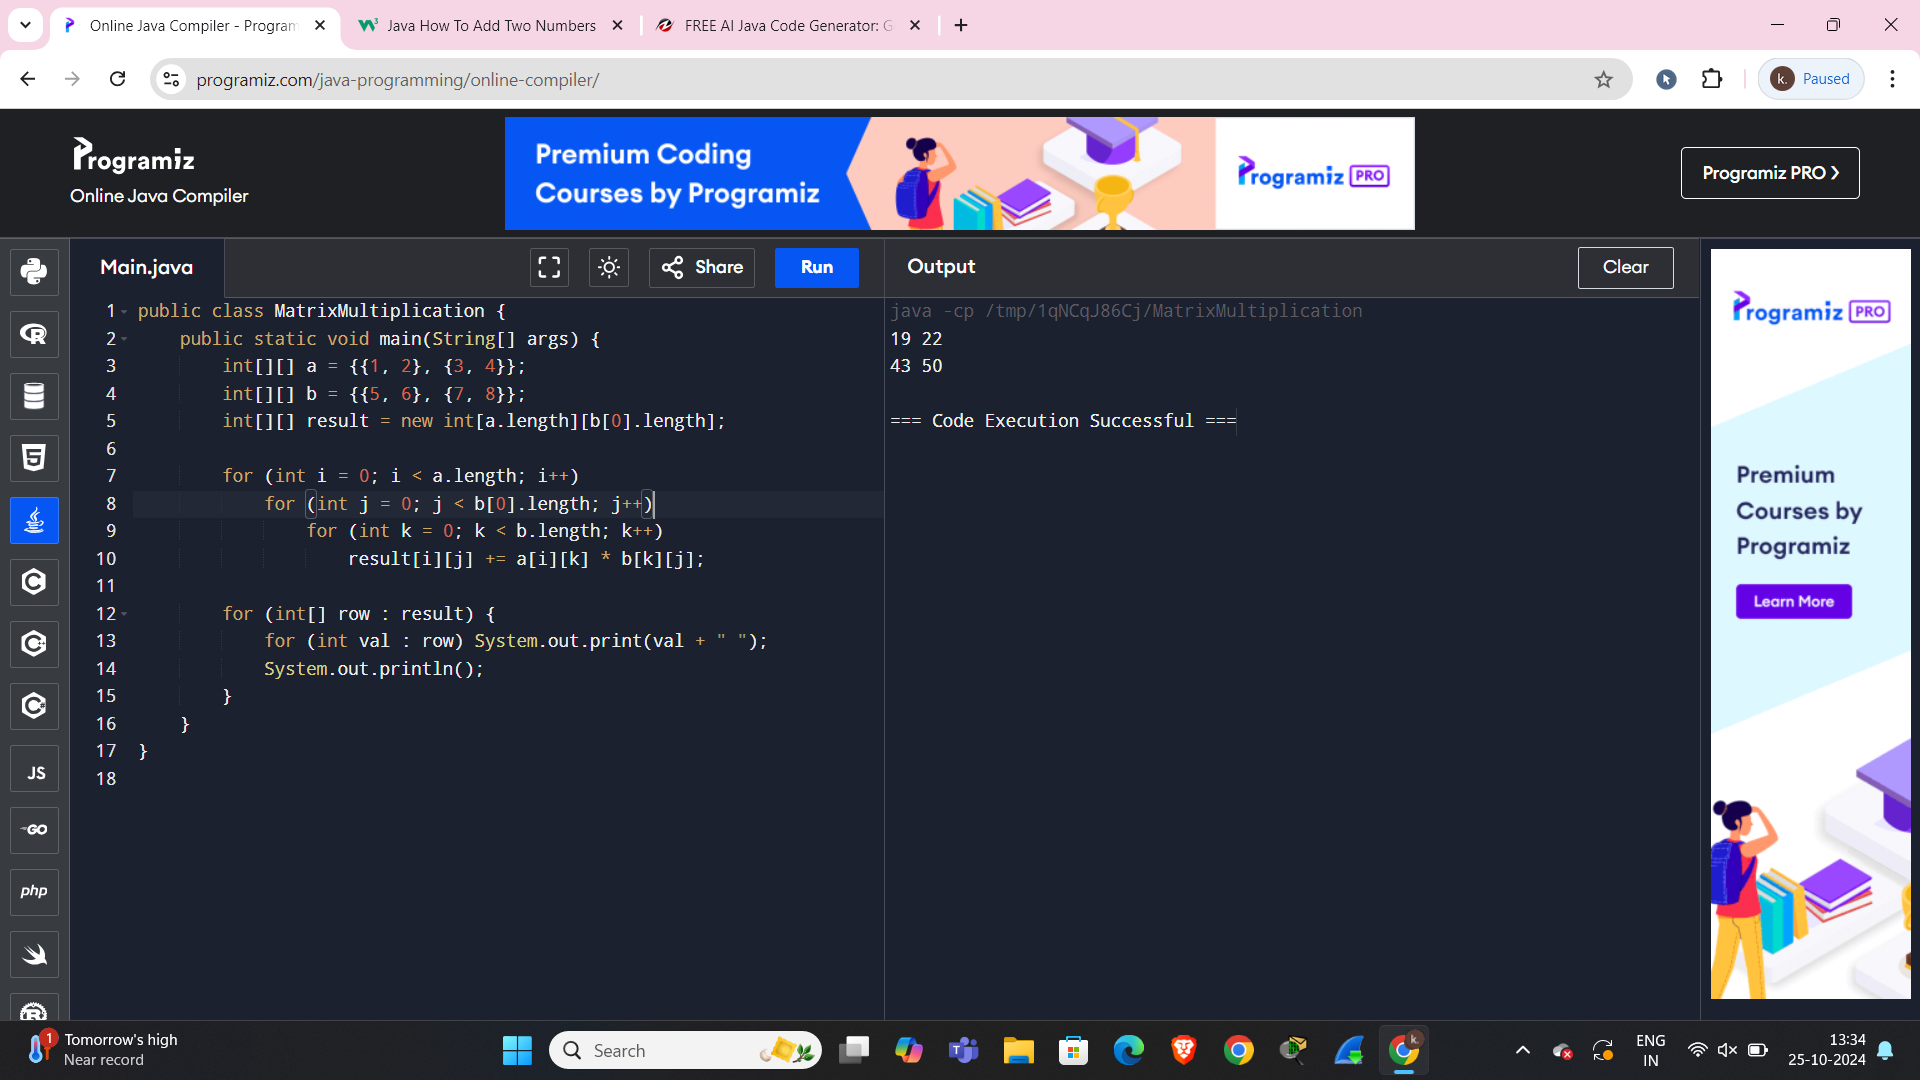 Online Java Compiler - Program
Java How To Add Two Numbers
FREE AI Java Code Generator: G
programiz.com/java-programming/online-compiler/
k.
Paused
Programiz
Online Java Compiler
Premium Coding
Courses by Programiz
Programiz PRO
Programiz PRO ❯
Main.java
Share
Run
Output
Clear
1 public class MatrixMultiplication {
2     public static void main(String[] args) {
3         int[][] a = {{1, 2}, {3, 4}};
4         int[][] b = {{5, 6}, {7, 8}};
5         int[][] result = new int[a.length][b[0].length];
6
7         for (int i = 0; i < a.length; i++)
8             for (int j = 0; j < b[0].length; j++)
9                 for (int k = 0; k < b.length; k++)
10                     result[i][j] += a[i][k] * b[k][j];
11
12         for (int[] row : result) {
13             for (int val : row) System.out.print(val + " ");
14             System.out.println();
15         }
16     }
17 }
18
java -cp /tmp/1qNCqJ86Cj/MatrixMultiplication
19 22
43 50
=== Code Execution Successful ===
Programiz PRO
Premium
Courses by
Programiz
Learn More
JS
GO
php
1
Tomorrow's high
Near record
Search
k.
ENG
IN
13:34
25-10-2024